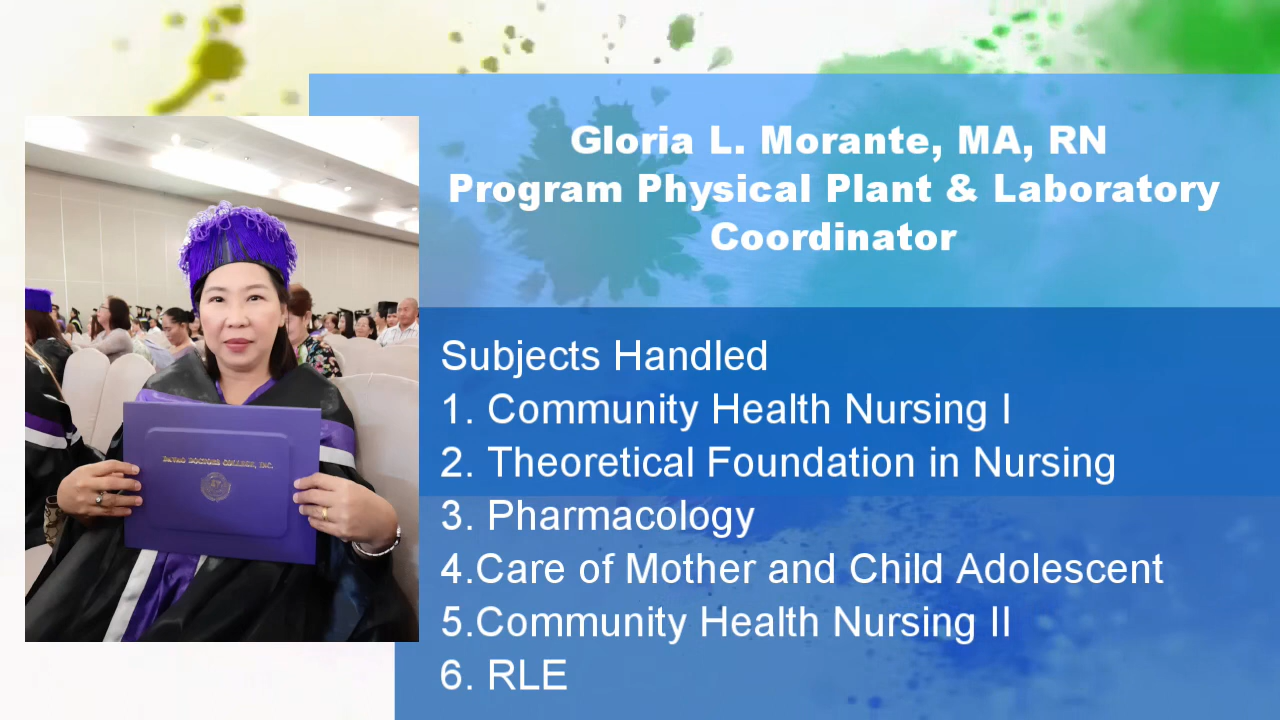 Gloria L. Morante, MA, RN
Program Physical Plant & Laboratory
Coordinator
DAVAO DOCTORS COLLEGE, INC.
Subjects Handled
1. Community Health Nursing I
2. Theoretical Foundation in Nursing
3. Pharmacology
4.Care of Mother and Child Adolescent
5.Community Health Nursing II
6. RLE